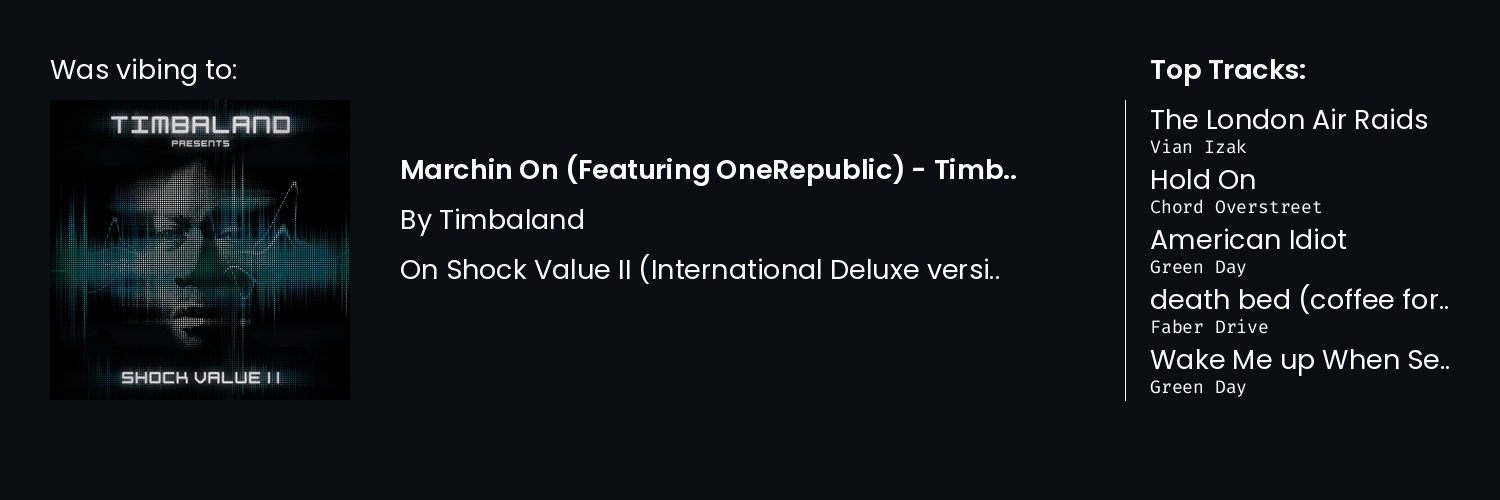 Was vibing to:
TIMBALAND
PRESENTS
SHOCK VALUE II
Marchin On (Featuring OneRepublic) - Timb..
By Timbaland
On Shock Value II (International Deluxe versi..
Top Tracks:
The London Air Raids
Vian Izak
Hold On
Chord Overstreet
American Idiot
Green Day
death bed (coffee for..
Faber Drive
Wake Me up When Se..
Green Day